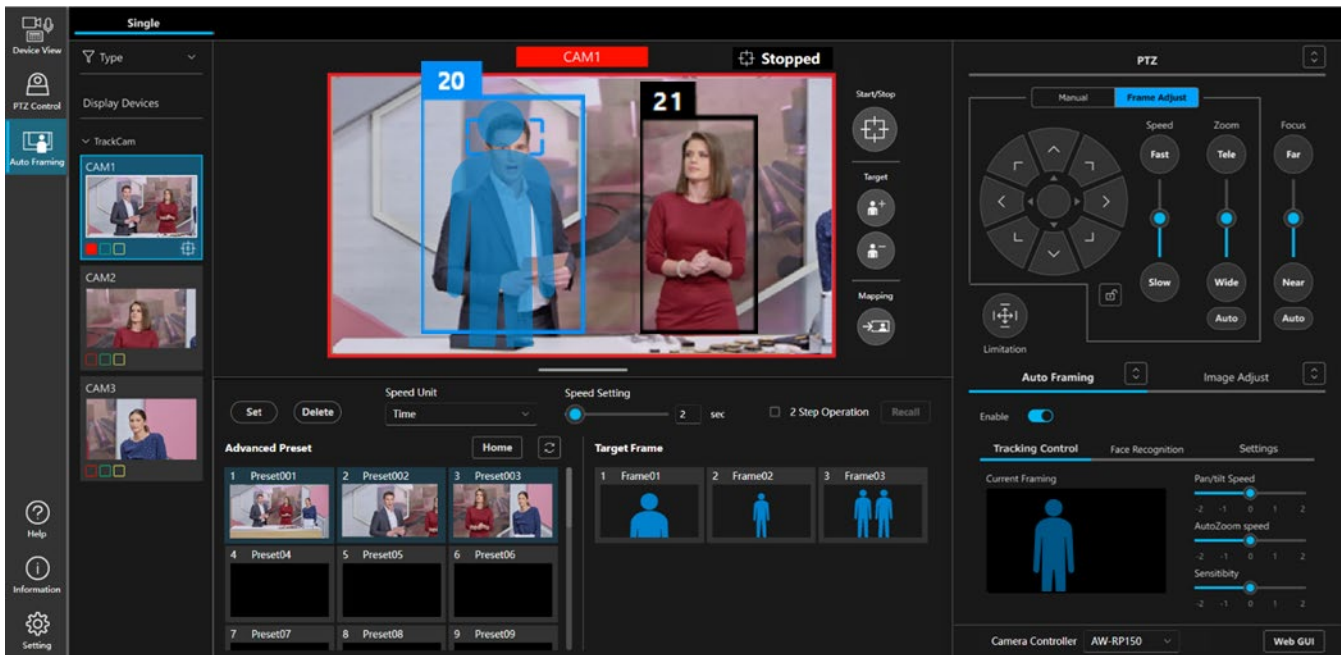 Single
Device View
PTZ Control
Auto Framing
Help
Information
Setting
Type
Display Devices
TrackCam
CAM1
CAM2
CAM3
CAM1
Stopped
20
21
Start/Stop
Target
Mapping
Set
Delete
Speed Unit
Time
Speed Setting
2 sec
2 Step Operation
Recall
Advanced Preset
Home
1 Preset001
2 Preset002
3 Preset003
4 Preset04
5 Preset05
6 Preset06
7 Preset07
8 Preset08
9 Preset09
Target Frame
1 Frame01
2 Frame02
3 Frame03
PTZ
Manual
Frame Adjust
Speed
Zoom
Focus
Fast
Tele
Far
Slow
Wide
Near
Auto
Auto
Limitation
Auto Framing
Image Adjust
Enable
Tracking Control
Face Recognition
Settings
Current Framing
Pan/tilt Speed
-2 -1 0 1 2
AutoZoom speed
-2 -1 0 1 2
Sensitibity
-2 -1 0 1 2
Camera Controller
AW-RP150
Web GUI